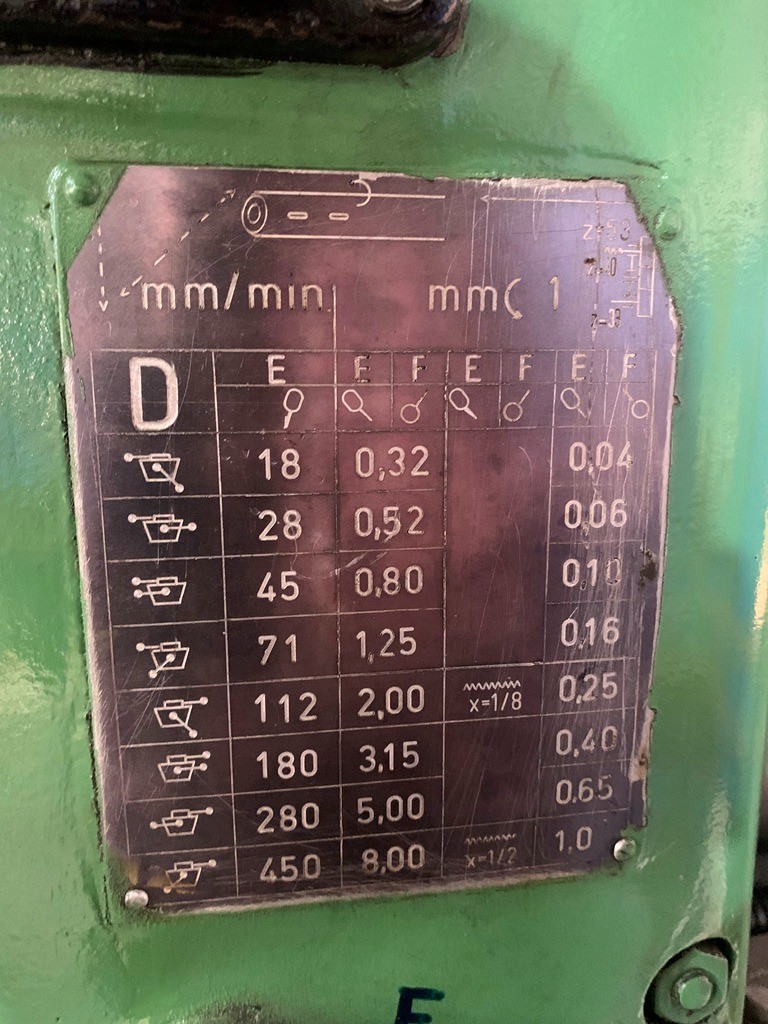 z=53
mm/min mm 1
z=38
E E F E F E F
D
18 0,32 0,04
28 0,52 0,06
45 0,80 0,10
71 1,25 0,16
112 2,00 x=1/8 0,25
180 3,15 0,40
280 5,00 0.65
450 8,00 x=1/2 1,0
E